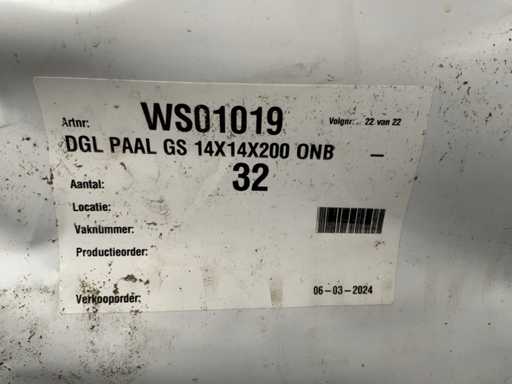 Artnr: WS01019 Volgnr: 22 van 22
DGL PAAL GS 14X14X200 ONB –
Aantal: 32
Locatie:
Vaknummer:
Productieorder:
Verkooporder: 06-03-2024